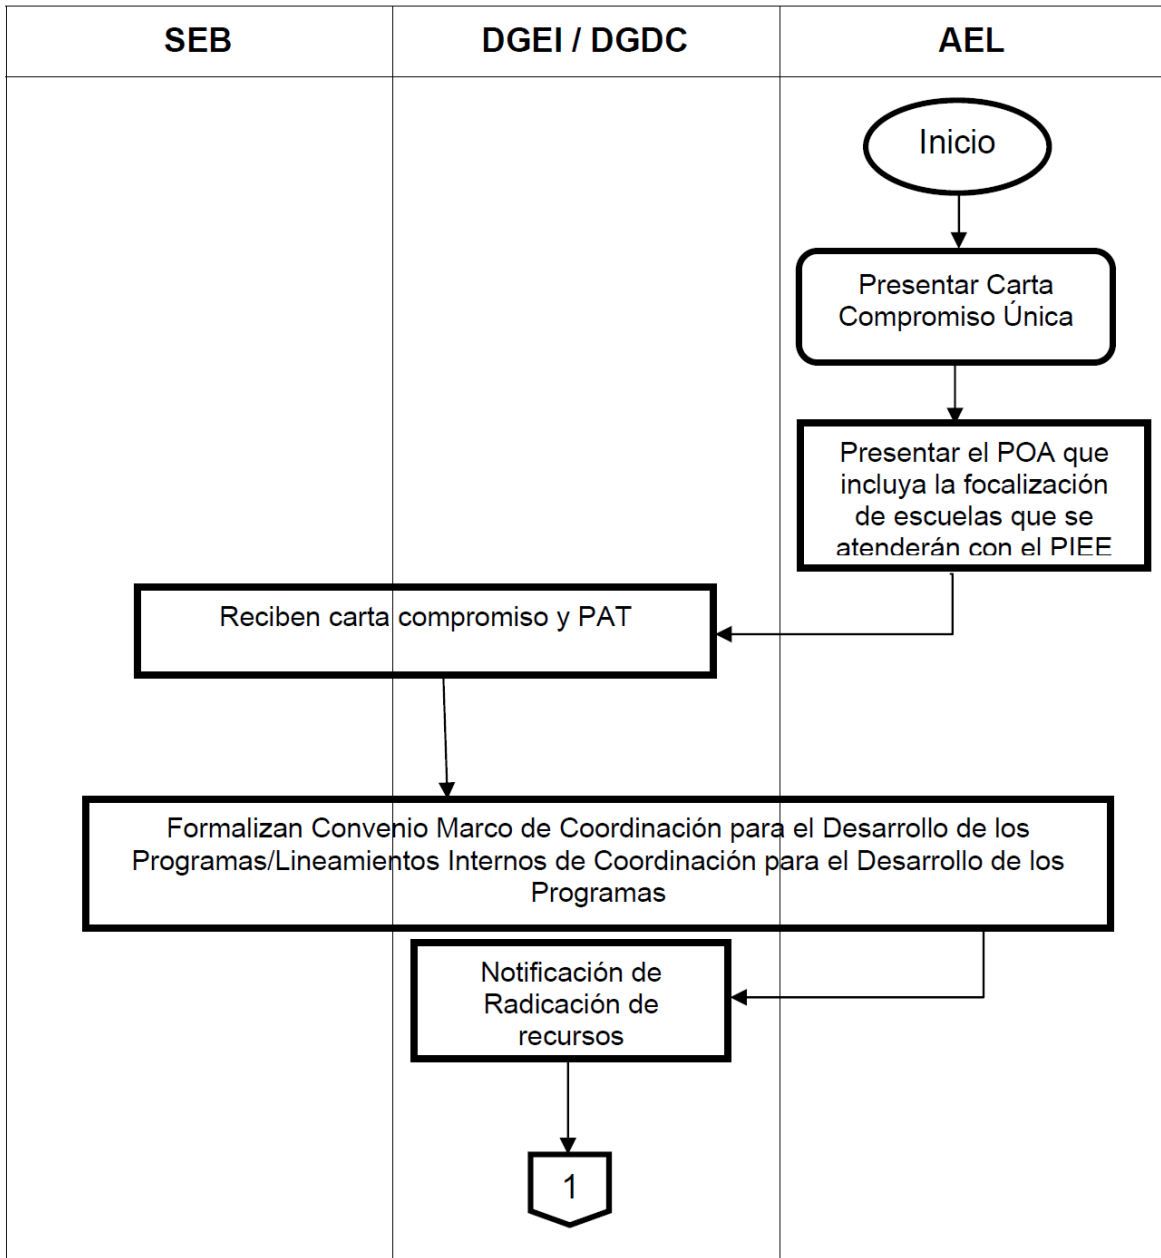 SEB
DGEI / DGDC
AEL
Inicio
Presentar Carta
Compromiso Única
Presentar el POA que
incluya la focalización
de escuelas que se
atenderán con el PIEE
Reciben carta compromiso y PAT
Formalizan Convenio Marco de Coordinación para el Desarrollo de los
Programas/Lineamientos Internos de Coordinación para el Desarrollo de los
Programas
Notificación de
Radicación de
recursos
1